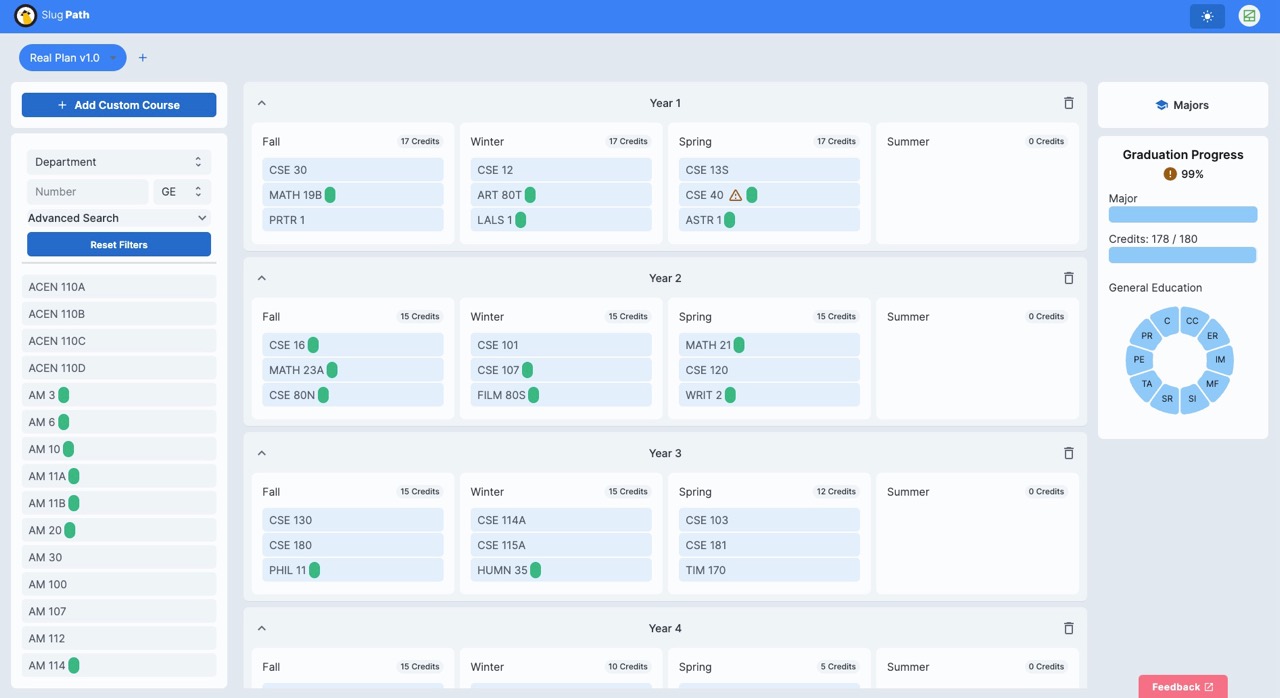 Slug Path
Real Plan v1.0
+
+ Add Custom Course
Department
Number GE
Advanced Search
Reset Filters
ACEN 110A
ACEN 110B
ACEN 110C
ACEN 110D
AM 3
AM 6
AM 10
AM 11A
AM 11B
AM 20
AM 30
AM 100
AM 107
AM 112
AM 114
Year 1
Fall 17 Credits
CSE 30
MATH 19B
PRTR 1
Winter 17 Credits
CSE 12
ART 80T
LALS 1
Spring 17 Credits
CSE 13S
CSE 40
ASTR 1
Summer 0 Credits
Year 2
Fall 15 Credits
CSE 16
MATH 23A
CSE 80N
Winter 15 Credits
CSE 101
CSE 107
FILM 80S
Spring 15 Credits
MATH 21
CSE 120
WRIT 2
Summer 0 Credits
Year 3
Fall 15 Credits
CSE 130
CSE 180
PHIL 11
Winter 15 Credits
CSE 114A
CSE 115A
HUMN 35
Spring 12 Credits
CSE 103
CSE 181
TIM 170
Summer 0 Credits
Year 4
Fall 15 Credits
Winter 10 Credits
Spring 5 Credits
Summer 0 Credits
Majors
Graduation Progress
99%
Major
Credits: 178 / 180
General Education
C
CC
ER
IM
MF
SI
SR
TA
PE
PR
Feedback